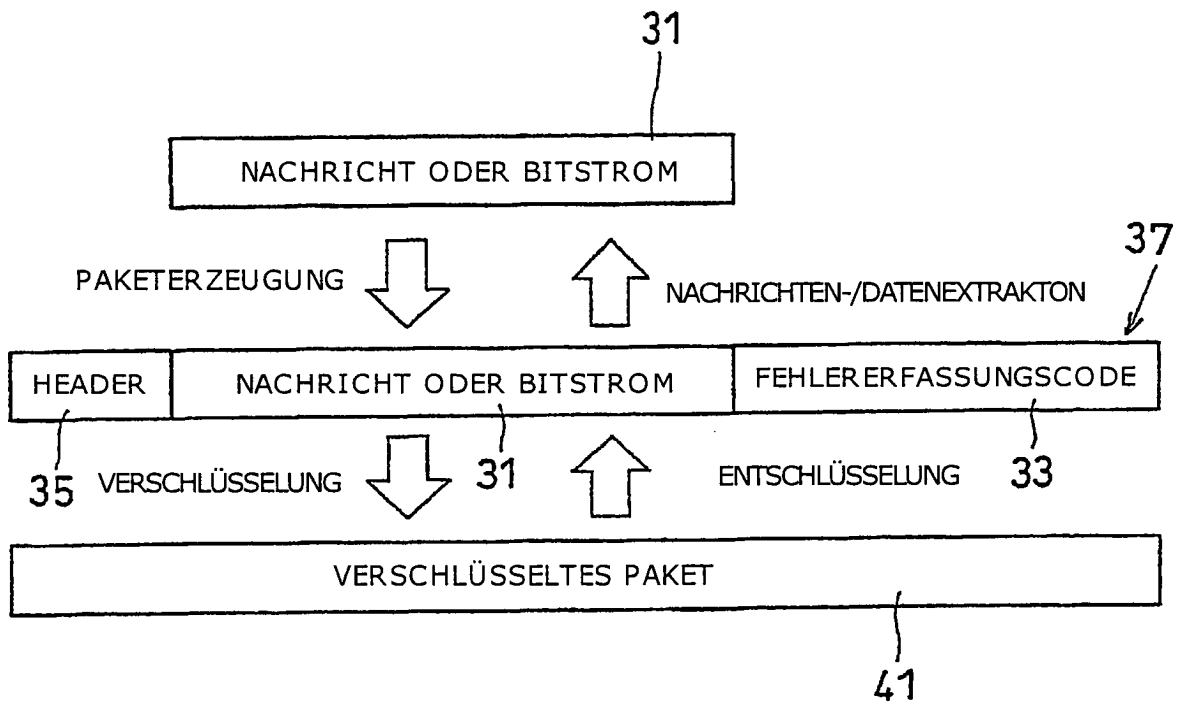 31
NACHRICHT ODER BITSTROM
37
PAKETERZEUGUNG
NACHRICHTEN-/DATENEXTRAKTON
HEADER
NACHRICHT ODER BITSTROM
FEHLERERFASSUNGSCODE
35
VERSCHLÜSSELUNG
31
ENTSCHLÜSSELUNG
33
VERSCHLÜSSELTES PAKET
41